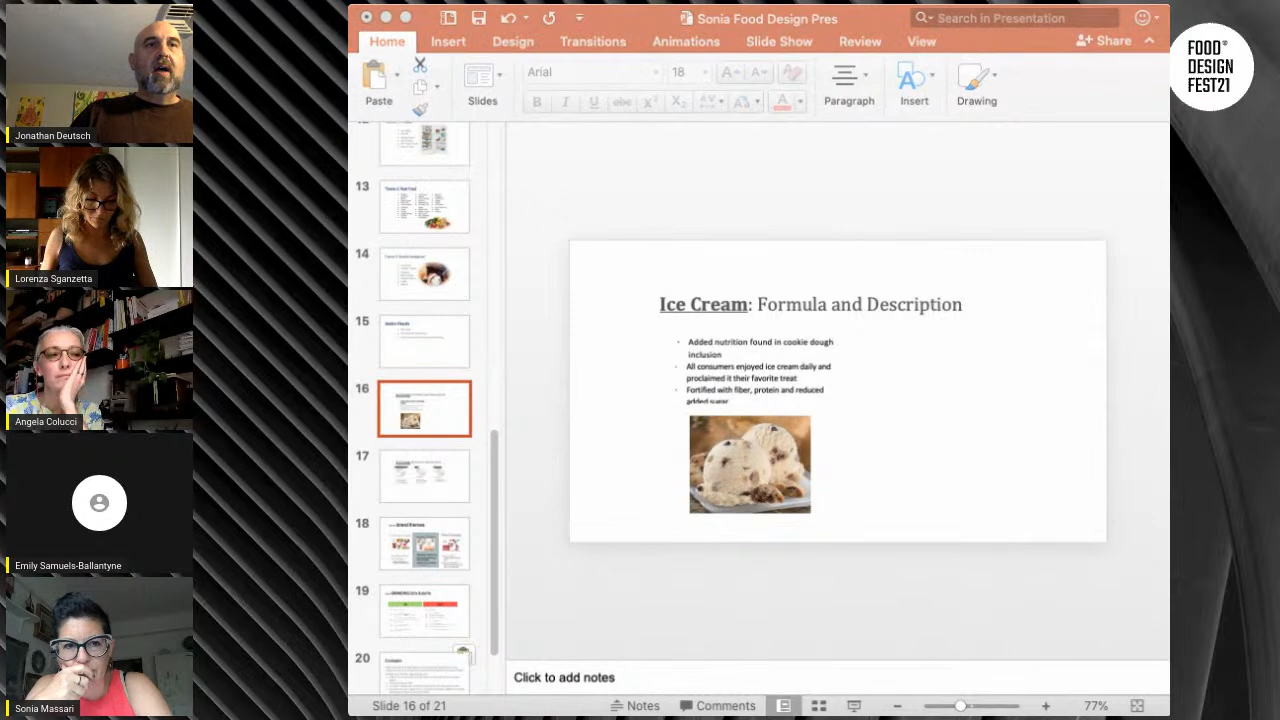 Jonathan Deutsch
Lorenza Sganzetta
Angela Colucci
Emily Samuels-Ballantyne
Sonia Massari
Sonia Food Design Pres
Search in Presentation
Home Insert Design Transitions Animations Slide Show Review View Share
Paste
Slides
Arial 18
Paragraph
Insert
Drawing
13
14
15
16
17
18
19
20
Ice Cream: Formula and Description
Added nutrition found in cookie dough
inclusion
All consumers enjoyed ice cream daily and
proclaimed it their favorite treat
Fortified with fiber, protein and reduced
added sugar
Click to add notes
Slide 16 of 21
Notes
Comments
77%
FOOD
DESIGN
FEST21